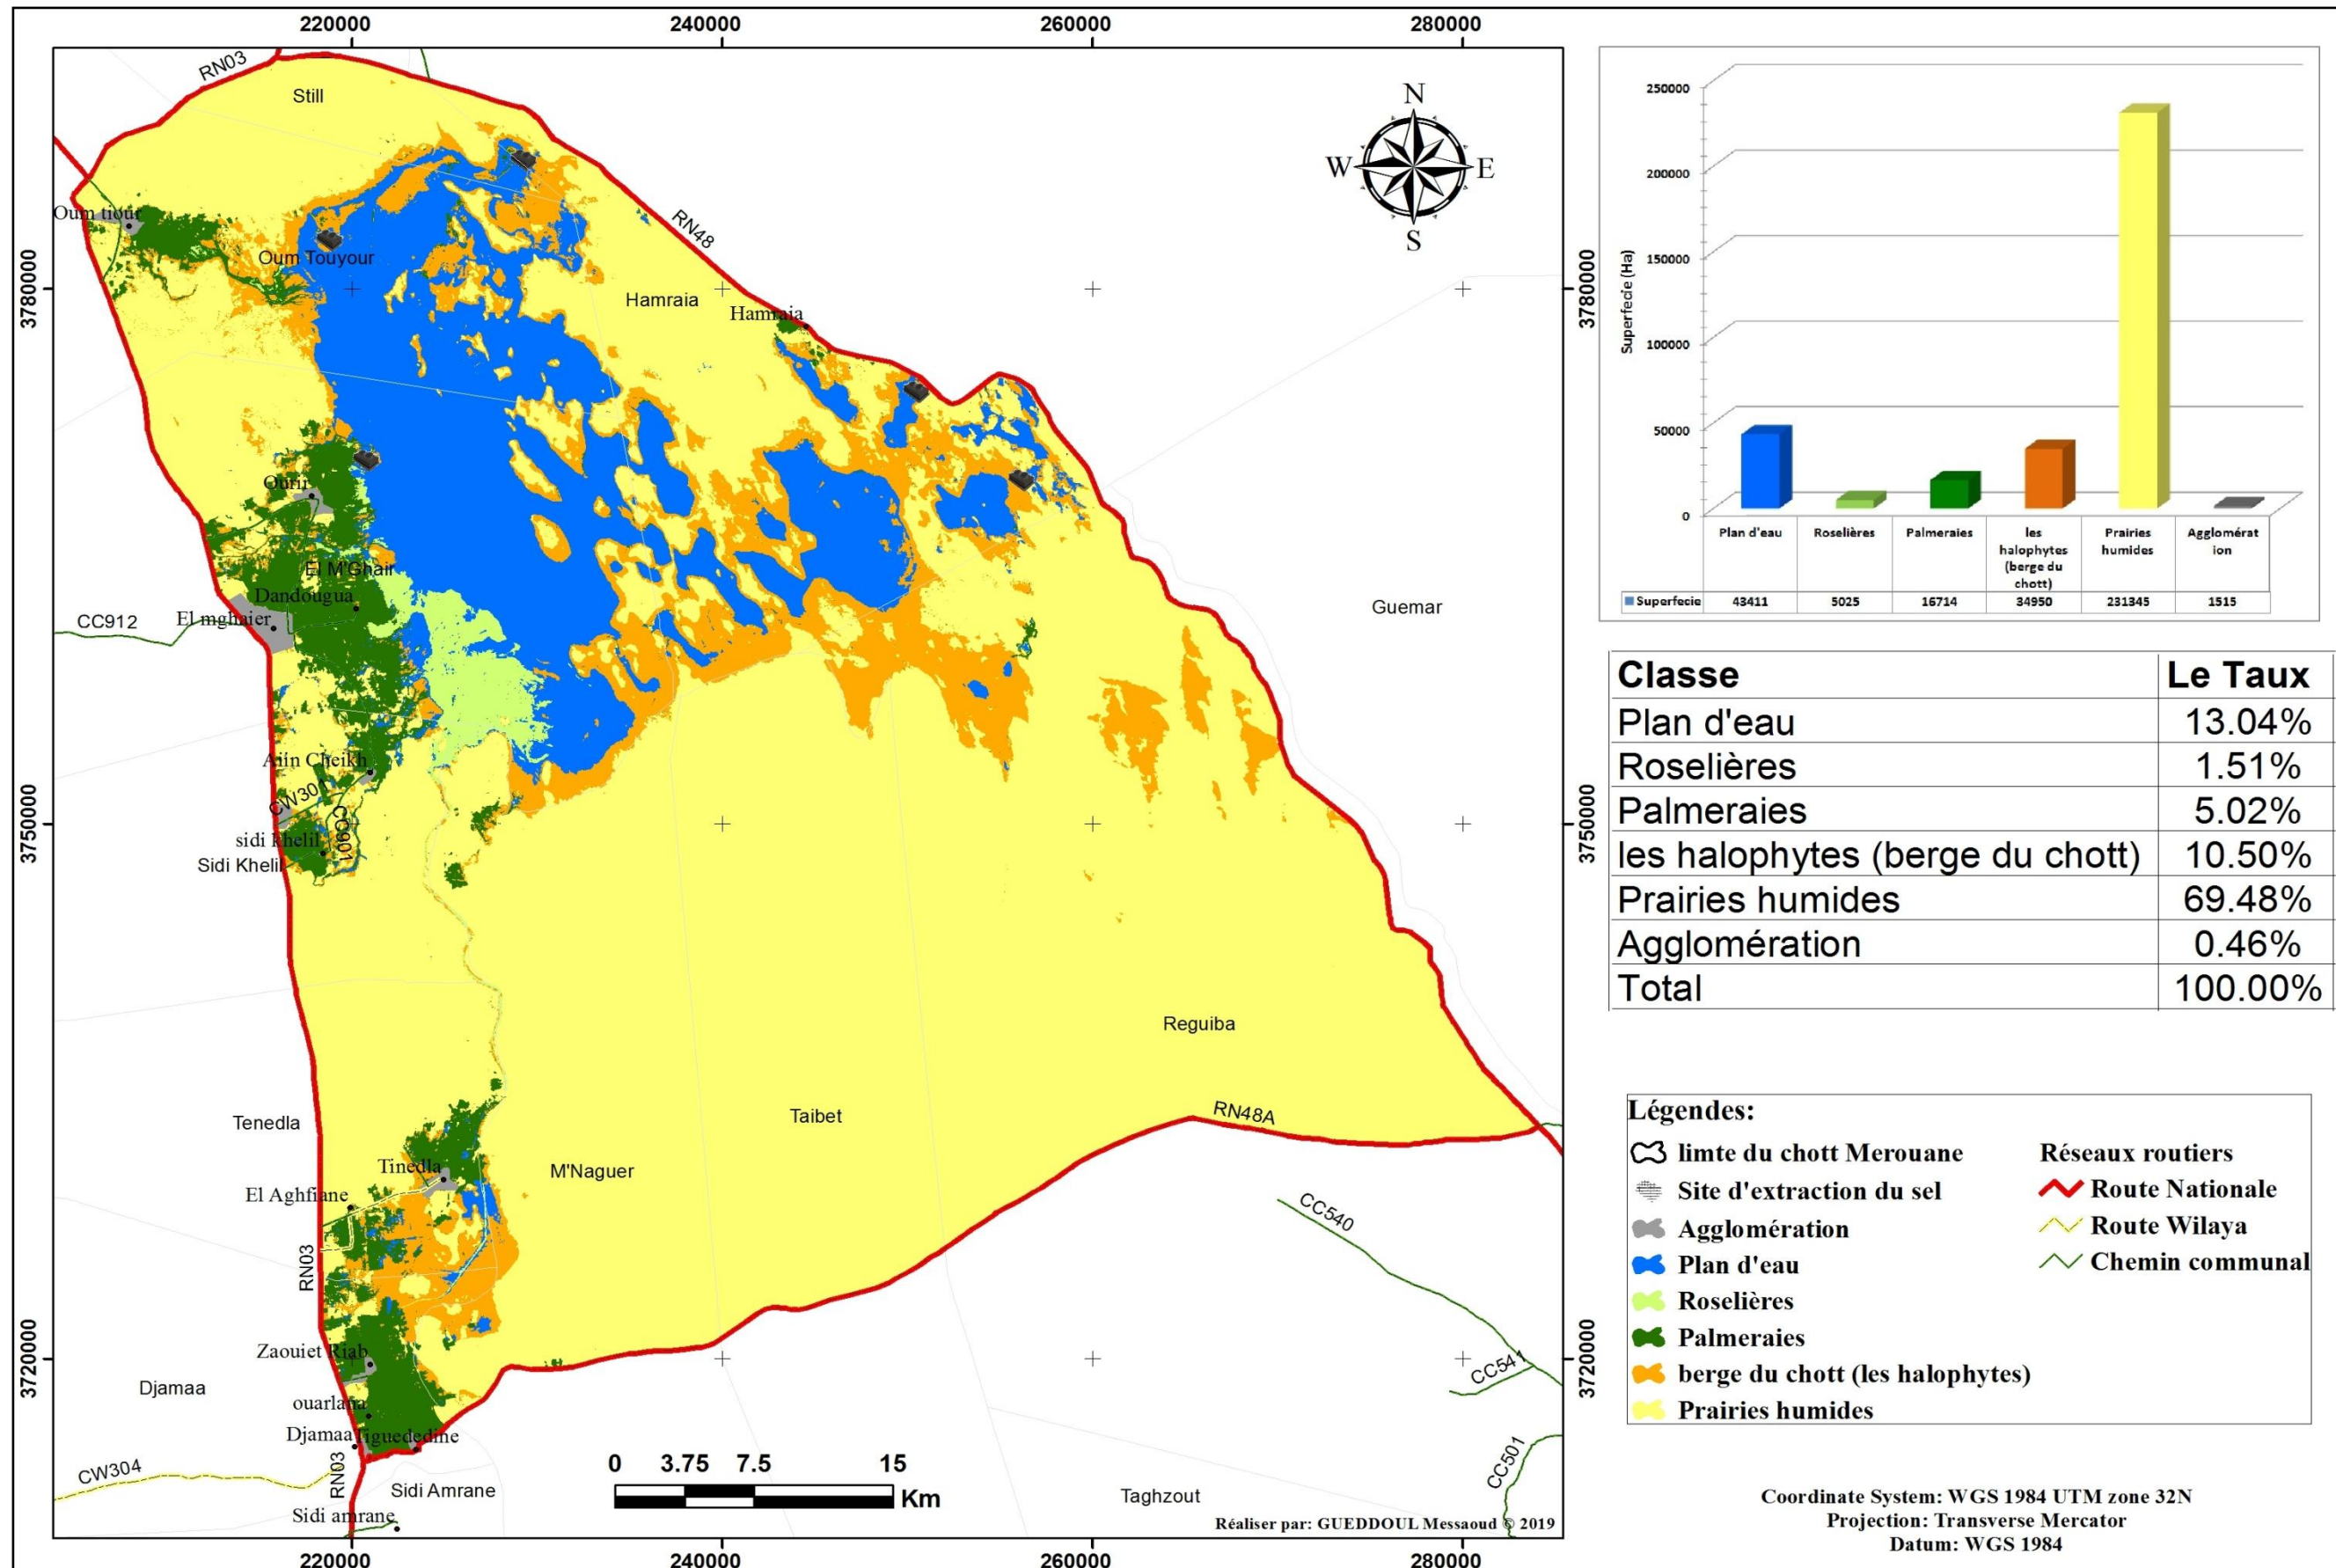 220000 240000 260000 280000
RN03
Still
N
W E
S
RN48
Oum tiour
Oum Touyour
Hamraia
Hamraia
3780000
3780000
Ourir
El M'Ghair
Dandougua
El mghaier
CC912
Guemar
Aiin Cheikh
CW304
CC901
sidi khelil
Sidi Khelil
3750000
3750000
Reguiba
Taibet
RN48A
Tenedla
Tinedla
M'Naguer
El Aghfiane
RN03
CC540
Zaouiet Riab
CC541
3720000
3720000
Djamaa
ouarlana
Djamaa
Tiguededine
CW304
RN03
CC501
Sidi Amrane
Sidi amrane
Taghzout
0 3.75 7.5 15
Km
Réaliser par: GUEDDOUL Messaoud © 2019
220000 240000 260000 280000
Superfecie (Ha)
250000
200000
150000
100000
50000
0
Plan d'eau Roselières Palmeraies les halophytes (berge du chott) Prairies humides Agglomérat ion
Superfecie 43411 5025 16714 34950 231345 1515
Classe Le Taux
Plan d'eau 13.04%
Roselières 1.51%
Palmeraies 5.02%
les halophytes (berge du chott) 10.50%
Prairies humides 69.48%
Agglomération 0.46%
Total 100.00%
Légendes:
limte du chott Merouane
Site d'extraction du sel
Agglomération
Plan d'eau
Roselières
Palmeraies
berge du chott (les halophytes)
Prairies humides
Réseaux routiers
Route Nationale
Route Wilaya
Chemin communal
Coordinate System: WGS 1984 UTM zone 32N
Projection: Transverse Mercator
Datum: WGS 1984